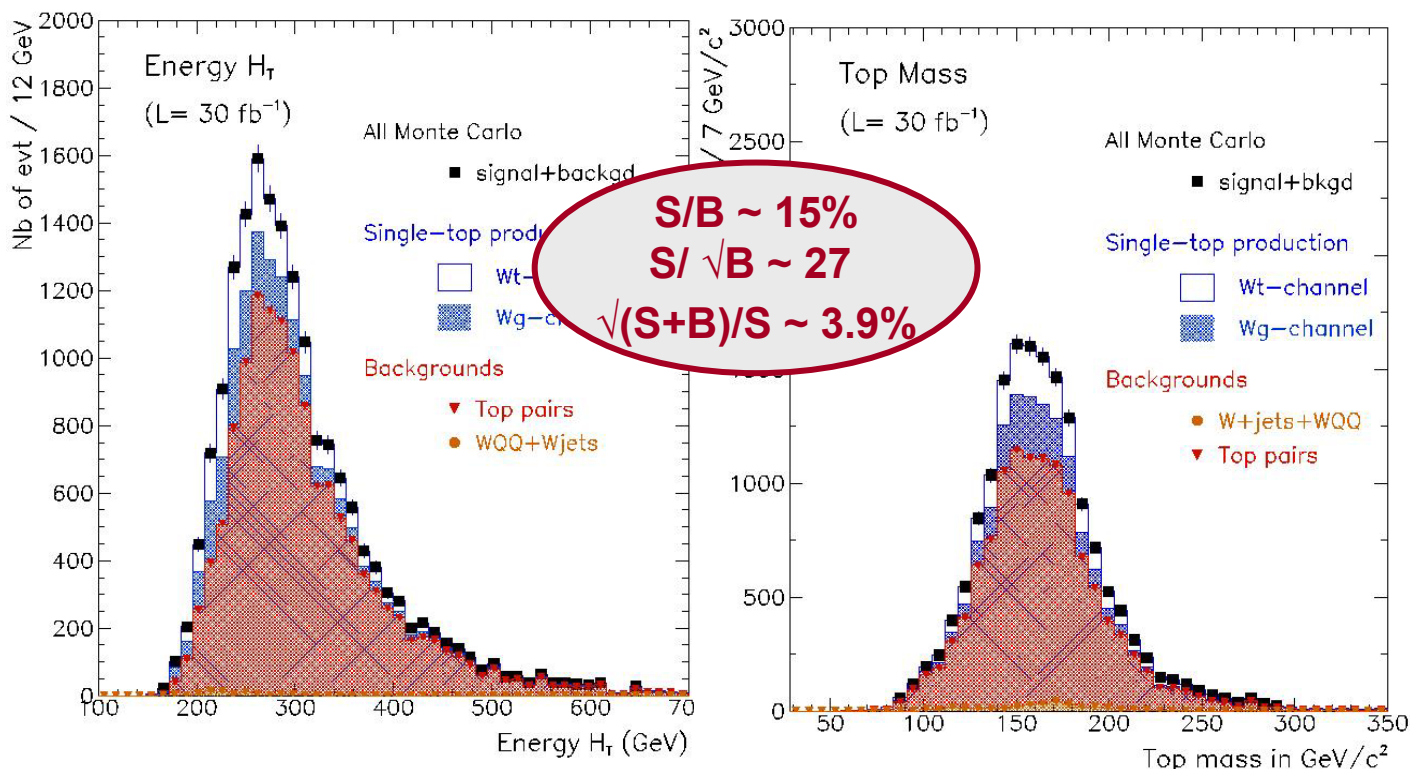 2000
1800
1600
1400
1200
1000
800
600
400
200
0
Nb of evt / 12 GeV
Energy H_T
(L= 30 fb⁻¹)
All Monte Carlo
signal+backgd
Single-top produ
Wt-
Wg-c
Backgrounds
Top pairs
WQQ+Wjets
100 200 300 400 500 600 70
Energy H_T (GeV)
S/B ~ 15%
S/ √B ~ 27
√(S+B)/S ~ 3.9%
3000
2500
1000
500
0
/ 7 GeV/c²
Top Mass
(L= 30 fb⁻¹)
All Monte Carlo
signal+bkgd
Single-top production
Wt-channel
Wg-channel
Backgrounds
W+jets+WQQ
Top pairs
50 100 150 200 250 300 350
Top mass in GeV/c²